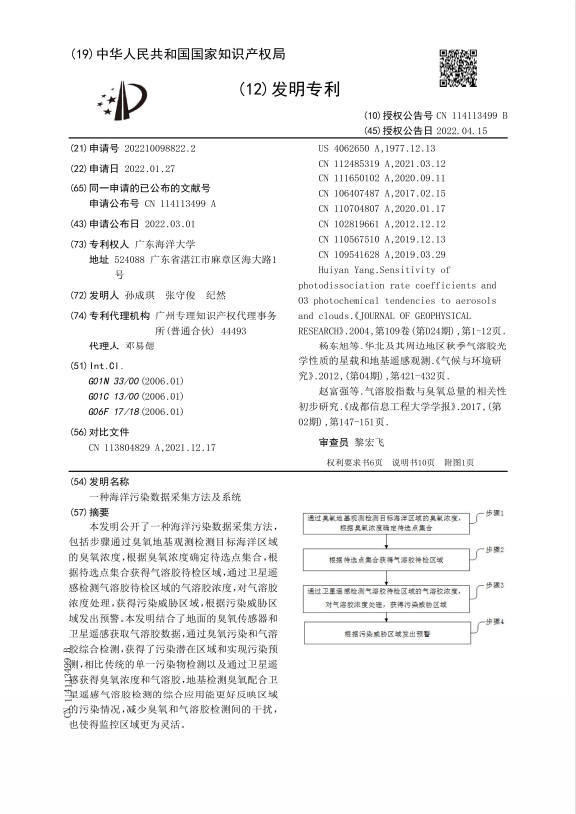 (19)中华人民共和国国家知识产权局
(12)发明专利
(10)授权公告号 CN 114113499 B
(45)授权公告日 2022.04.15
(21)申请号 202210098822.2
(22)申请日 2022.01.27
(65)同一申请的已公布的文献号
申请公布号 CN 114113499 A
(43)申请公布日 2022.03.01
(73)专利权人 广东海洋大学
地址 524088 广东省湛江市麻章区海大路1
号
(72)发明人 孙成琪 张守俊 纪然
(74)专利代理机构 广州专理知识产权代理事务
所(普通合伙) 44493
代理人 邓易偲
(51)Int.Cl.
G01N 33/00(2006.01)
G01C 13/00(2006.01)
G06F 17/18(2006.01)
(56)对比文件
CN 113804829 A,2021.12.17
US 4062650 A,1977.12.13
CN 112485319 A,2021.03.12
CN 111650102 A,2020.09.11
CN 106407487 A,2017.02.15
CN 110704807 A,2020.01.17
CN 102819661 A,2012.12.12
CN 110567510 A,2019.12.13
CN 109541628 A,2019.03.29
Huiyan Yang.Sensitivity of
photodissociation rate coefficients and
O3 photochemical tendencies to aerosols
and clouds.《JOURNAL OF GEOPHYSICAL
RESEARCH》.2004,第109卷(第D24期),第1-12页.
杨东旭等.华北及其周边地区秋季气溶胶光
学性质的星载和地基遥感观测.《气候与环境研
究》.2012,(第04期),第421-432页.
赵富强等.气溶胶指数与臭氧总量的相关性
初步研究.《成都信息工程大学学报》.2017,(第
02期),第147-151页.
审查员 黎宏飞
权利要求书6页 说明书10页 附图1页
(54)发明名称
一种海洋污染数据采集方法及系统
(57)摘要
本发明公开了一种海洋污染数据采集方法,
包括步骤通过臭氧地基观测检测目标海洋区域
的臭氧浓度,根据臭氧浓度确定待选点集合,根
据待选点集合获得气溶胶待检区域,通过卫星遥
感检测气溶胶待检区域的气溶胶浓度,对气溶胶
浓度处理,获得污染威胁区域,根据污染威胁区
域发出预警。本发明结合了地面的臭氧传感器和
卫星遥感获取气溶胶数据,通过臭氧污染和气溶
胶综合检测,获得了污染潜在区域和实现污染预
测,相比传统的单一污染物检测以及通过卫星遥
感获得臭氧浓度和气溶胶,地基检测臭氧配合卫
星遥感气溶胶检测的综合应用能更好反映区域
的污染情况,减少臭氧和气溶胶检测间的干扰,
也使得监控区域更为灵活。
CN 114113499 B
通过臭氧地基观测检测目标海洋区域的臭氧浓度,
根据臭氧浓度确定待选点集合
步骤1
根据待选点集合获得气溶胶待检区域
步骤2
通过卫星遥感检测气溶胶待检区域的气溶胶浓度,
对气溶胶浓度处理,获得污染威胁区域
步骤3
根据污染威胁区域发出预警
步骤4